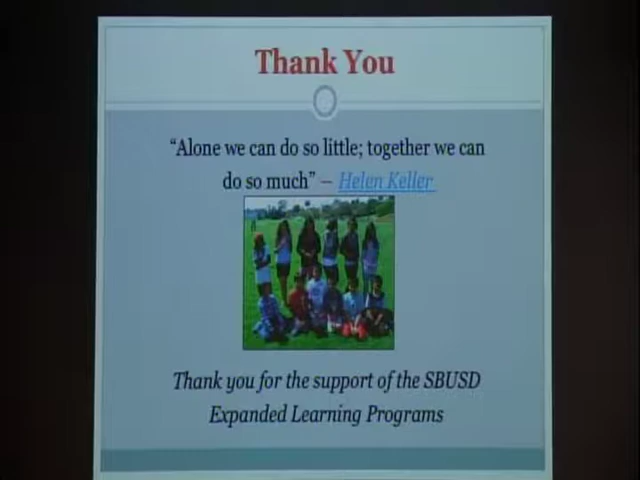 Thank You
“Alone we can do so little; together we can
do so much” – Helen Keller
Thank you for the support of the SBUSD
Expanded Learning Programs